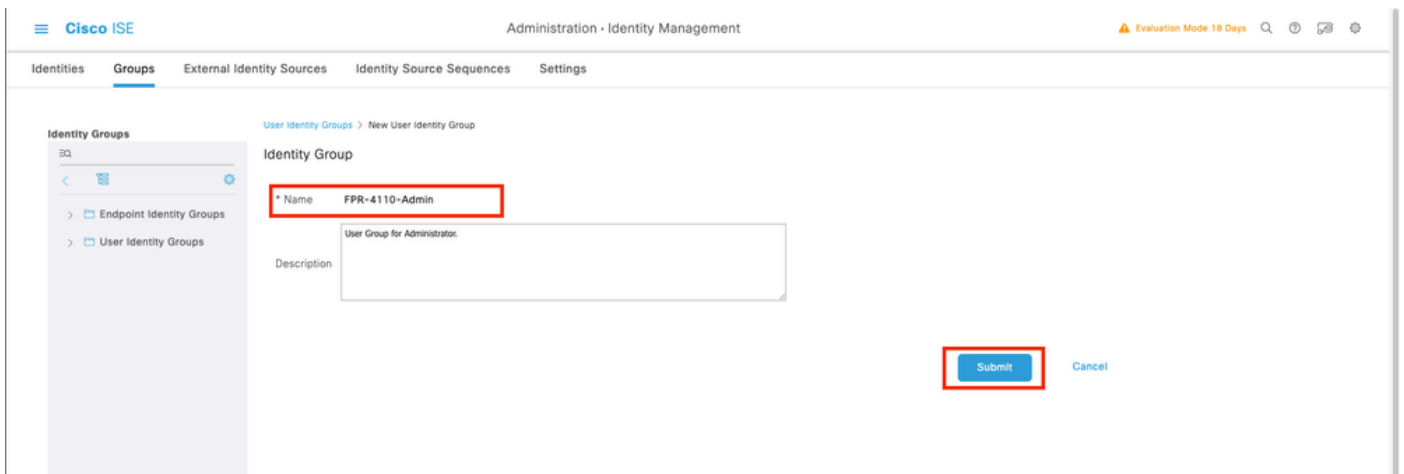 Cisco ISE
Administration · Identity Management
Evaluation Mode 18 Days
Identities Groups External Identity Sources Identity Source Sequences Settings
Identity Groups
Endpoint Identity Groups
User Identity Groups
User Identity Groups > New User Identity Group
Identity Group
* Name FPR-4110-Admin
User Group for Administrator.
Description
Submit Cancel